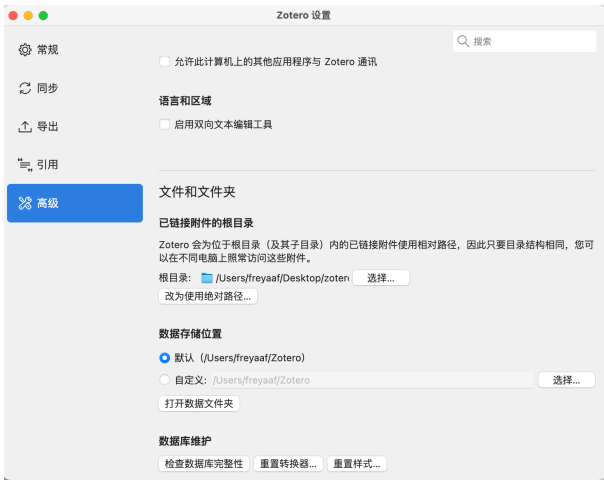 Zotero 设置
搜索
常规
同步
导出
引用
高级
允许此计算机上的其他应用程序与 Zotero 通讯
语言和区域
启用双向文本编辑工具
文件和文件夹
已链接附件的根目录
Zotero 会为位于根目录（及其子目录）内的已链接附件使用相对路径，因此只要目录结构相同，您可
以在不同电脑上照常访问这些附件。
根目录: /Users/freyaaf/Desktop/zoter 选择...
改为使用绝对路径...
数据存储位置
默认（/Users/freyaaf/Zotero）
自定义: /Users/freyaaf/Zotero 选择...
打开数据文件夹
数据库维护
检查数据库完整性 重置转换器... 重置样式...